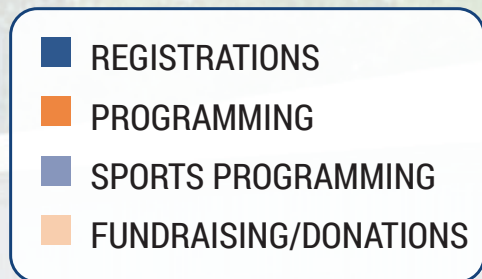 REGISTRATIONS
PROGRAMMING
SPORTS PROGRAMMING
FUNDRAISING/DONATIONS